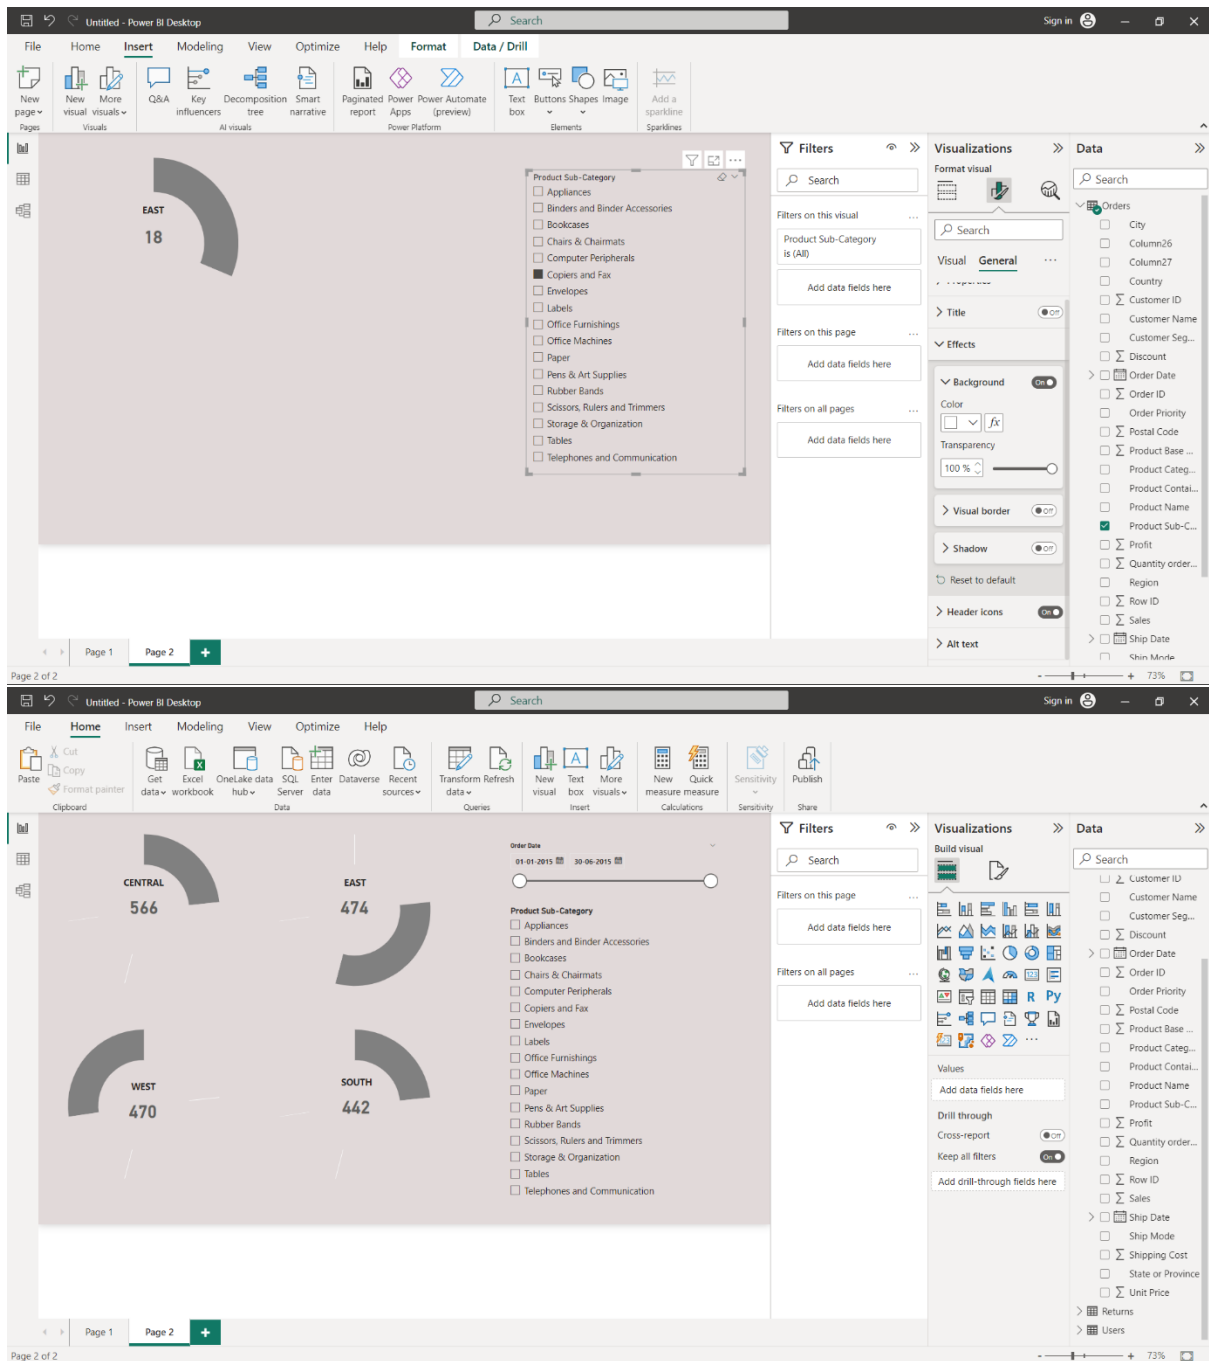 Untitled - Power BI Desktop
Search
Sign in
File Home Insert Modeling View Optimize Help Format Data / Drill
New page
New visual
More visuals
Q&A
Key influencers
Decomposition tree
Smart narrative
Paginated report
Power Apps
Power Automate (preview)
Text box
Buttons
Shapes
Image
Add a sparkline
Pages Visuals AI visuals Power Platform Elements Sparklines
EAST
18
Product Sub-Category
Appliances
Binders and Binder Accessories
Bookcases
Chairs & Chairmats
Computer Peripherals
Copiers and Fax
Envelopes
Labels
Office Furnishings
Office Machines
Paper
Pens & Art Supplies
Rubber Bands
Scissors, Rulers and Trimmers
Storage & Organization
Tables
Telephones and Communication
Filters
Search
Filters on this visual
...
Product Sub-Category
is (All)
Add data fields here
Filters on this page
...
Add data fields here
Filters on all pages
...
Add data fields here
Visualizations
Format visual
Search
Visual General ...
Properties
Title Off
Effects
Background On
Color
fx
Transparency
100 %
Visual border Off
Shadow Off
Reset to default
Header icons On
Alt text
Data
Search
Orders
City
Column26
Column27
Country
Customer ID
Customer Name
Customer Seg...
Discount
Order Date
Order ID
Order Priority
Postal Code
Product Base ...
Product Categ...
Product Contai...
Product Name
Product Sub-C...
Profit
Quantity order...
Region
Row ID
Sales
Ship Date
Ship Mode
Page 1 Page 2 +
Page 2 of 2
- + 73%
Untitled - Power BI Desktop
Search
Sign in
File Home Insert Modeling View Optimize Help
Paste
Cut
Copy
Format painter
Get data
Excel workbook
OneLake data hub
SQL Server
Enter data
Dataverse
Recent sources
Transform data
Refresh
New visual
Text box
More visuals
New measure
Quick measure
Sensitivity
Publish
Clipboard Data Queries Insert Calculations Sensitivity Share
CENTRAL
566
EAST
474
WEST
470
SOUTH
442
Order Date
01-01-2015 30-06-2015
Product Sub-Category
Appliances
Binders and Binder Accessories
Bookcases
Chairs & Chairmats
Computer Peripherals
Copiers and Fax
Envelopes
Labels
Office Furnishings
Office Machines
Paper
Pens & Art Supplies
Rubber Bands
Scissors, Rulers and Trimmers
Storage & Organization
Tables
Telephones and Communication
Filters
Search
Filters on this page
...
Add data fields here
Filters on all pages
...
Add data fields here
Visualizations
Build visual
123
R Py
...
Values
Add data fields here
Drill through
Cross-report Off
Keep all filters On
Add drill-through fields here
Data
Search
Customer ID
Customer Name
Customer Seg...
Discount
Order Date
Order ID
Order Priority
Postal Code
Product Base ...
Product Categ...
Product Contai...
Product Name
Product Sub-C...
Profit
Quantity order...
Region
Row ID
Sales
Ship Date
Ship Mode
Shipping Cost
State or Province
Unit Price
Returns
Users
Page 1 Page 2 +
Page 2 of 2
- + 73%